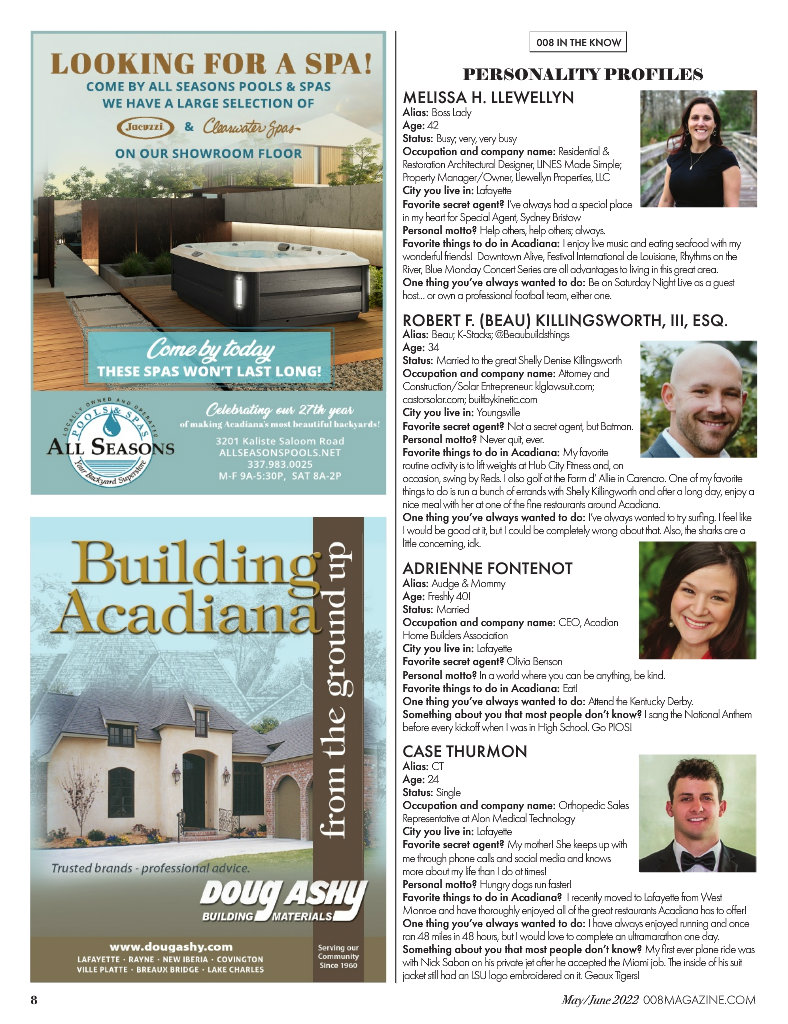 LOOKING FOR A SPA!
COME BY ALL SEASONS POOLS & SPAS
WE HAVE A LARGE SELECTION OF
Jacuzzi & Clearwater Spas
ON OUR SHOWROOM FLOOR
Come by today
THESE SPAS WON'T LAST LONG!
LOCALLY OWNED AND OPERATED
POOLS & SPAS
ALL SEASONS
Your Backyard Superstore
Celebrating our 27th year
of making Acadiana's most beautiful backyards!
3201 Kaliste Saloom Road
ALLSEASONSPOOLS.NET
337.983.0025
M-F 9A-5:30P, SAT 8A-2P
Building
Acadiana
from the ground up
Trusted brands - professional advice.
DOUG ASHY
BUILDING MATERIALS
www.dougashy.com
LAFAYETTE · RAYNE · NEW IBERIA · COVINGTON
VILLE PLATTE · BREAUX BRIDGE · LAKE CHARLES
Serving our
Community
Since 1960
008 IN THE KNOW
PERSONALITY PROFILES
MELISSA H. LLEWELLYN
Alias: Boss Lady
Age: 42
Status: Busy; very, very busy
Occupation and company name: Residential &
Restoration Architectural Designer, LINES Made Simple;
Property Manager/Owner, Llewellyn Properties, LLC
City you live in: Lafayette
Favorite secret agent? I've always had a special place
in my heart for Special Agent, Sydney Bristow
Personal motto? Help others, help others; always.
Favorite things to do in Acadiana: I enjoy live music and eating seafood with my
wonderful friends! Downtown Alive, Festival International de Louisiane, Rhythms on the
River, Blue Monday Concert Series are all advantages to living in this great area.
One thing you've always wanted to do: Be on Saturday Night Live as a guest
host... or own a professional football team, either one.
ROBERT F. (BEAU) KILLINGSWORTH, III, ESQ.
Alias: Beau; K-Stacks; @Beaubuildsthings
Age: 34
Status: Married to the great Shelly Denise Killingsworth
Occupation and company name: Attorney and
Construction/Solar Entrepreneur: klglawsuit.com;
castorsolar.com; builtbykinetic.com
City you live in: Youngsville
Favorite secret agent? Not a secret agent, but Batman.
Personal motto? Never quit, ever.
Favorite things to do in Acadiana: My favorite
routine activity is to lift weights at Hub City Fitness and, on
occasion, swing by Reds. I also golf at the Farm d' Allie in Carencro. One of my favorite
things to do is run a bunch of errands with Shelly Killingworth and after a long day, enjoy a
nice meal with her at one of the fine restaurants around Acadiana.
One thing you've always wanted to do: I've always wanted to try surfing. I feel like
I would be good at it, but I could be completely wrong about that. Also, the sharks are a
little concerning, idk.
ADRIENNE FONTENOT
Alias: Audge & Mommy
Age: Freshly 40!
Status: Married
Occupation and company name: CEO, Acadian
Home Builders Association
City you live in: Lafayette
Favorite secret agent? Olivia Benson
Personal motto? In a world where you can be anything, be kind.
Favorite things to do in Acadiana: Eat!
One thing you've always wanted to do: Attend the Kentucky Derby.
Something about you that most people don't know? I sang the National Anthem
before every kickoff when I was in High School. Go PIOS!
CASE THURMON
Alias: CT
Age: 24
Status: Single
Occupation and company name: Orthopedic Sales
Representative at Alon Medical Technology
City you live in: Lafayette
Favorite secret agent? My mother! She keeps up with
me through phone calls and social media and knows
more about my life than I do at times!
Personal motto? Hungry dogs run faster!
Favorite things to do in Acadiana? I recently moved to Lafayette from West
Monroe and have thoroughly enjoyed all of the great restaurants Acadiana has to offer!
One thing you've always wanted to do: I have always enjoyed running and once
ran 48 miles in 48 hours, but I would love to complete an ultramarathon one day.
Something about you that most people don't know? My first ever plane ride was
with Nick Saban on his private jet after he accepted the Miami job. The inside of his suit
jacket still had an LSU logo embroidered on it. Geaux Tigers!
8
May/June 2022 008MAGAZINE.COM